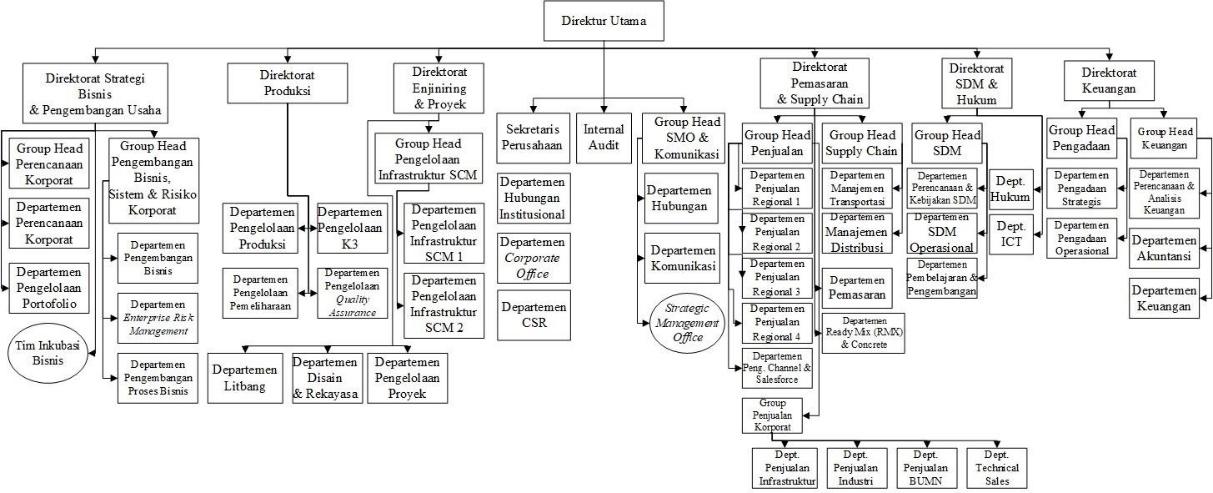 Direktur Utama
Direktorat Strategi
Bisnis
& Pengembangan Usaha
Direktorat
Produksi
Direktorat
Enjiniring
& Proyek
Direktorat
Pemasaran
& Supply Chain
Direktorat
SDM &
Hukum
Direktorat
Keuangan
Group Head
Perencanaan
Korporat
Departemen
Perencanaan
Korporat
Departemen
Pengelolaan
Portofolio
Tim Inkubasi
Bisnis
Group Head
Pengembangan
Bisnis,
Sistem & Risiko
Korporat
Departemen
Pengembangan
Bisnis
Departemen
Enterprise Risk
Management
Departemen
Pengembangan
Proses Bisnis
Departemen
Pengelolaan
Produksi
Departemen
Pengelolaan
K3
Departemen
Pengelolaan
Pemeliharaan
Departemen
Pengelolaan
Quality
Assurance
Group Head
Pengelolaan
Infrastruktur SCM
Departemen
Pengelolaan
Infrastruktur
SCM 1
Departemen
Pengelolaan
Infrastruktur
SCM 2
Departemen
Litbang
Departemen
Disain
& Rekayasa
Departemen
Pengelolaan
Proyek
Sekretaris
Perusahaan
Departemen
Hubungan
Institusional
Departemen
Corporate
Office
Departemen
CSR
Internal
Audit
Group Head
SMO &
Komunikasi
Departemen
Hubungan
Departemen
Komunikasi
Strategic
Management
Office
Group Head
Penjualan
Departemen
Penjualan
Regional 1
Departemen
Penjualan
Regional 2
Departemen
Penjualan
Regional 3
Departemen
Penjualan
Regional 4
Departemen
Peng. Channel &
Salesforce
Group Head
Supply Chain
Departemen
Manajemen
Transportasi
Departemen
Manajemen
Distribusi
Departemen
Pemasaran
Departemen
Ready Mix (RMX)
& Concrete
Group
Penjualan
Korporat
Dept.
Penjualan
Infrastruktur
Dept.
Penjualan
Industri
Dept.
Penjualan
BUMN
Dept.
Technical
Sales
Group Head
SDM
Departemen
Perencanaan &
Kebijakan SDM
Departemen
SDM
Operasional
Departemen
Pembelajaran &
Pengembangan
Dept.
Hukum
Dept.
ICT
Group Head
Pengadaan
Departemen
Pengadaan
Strategis
Departemen
Pengadaan
Operasional
Group Head
Keuangan
Departemen
Perencanaan &
Analisis
Keuangan
Departemen
Akuntansi
Departemen
Keuangan